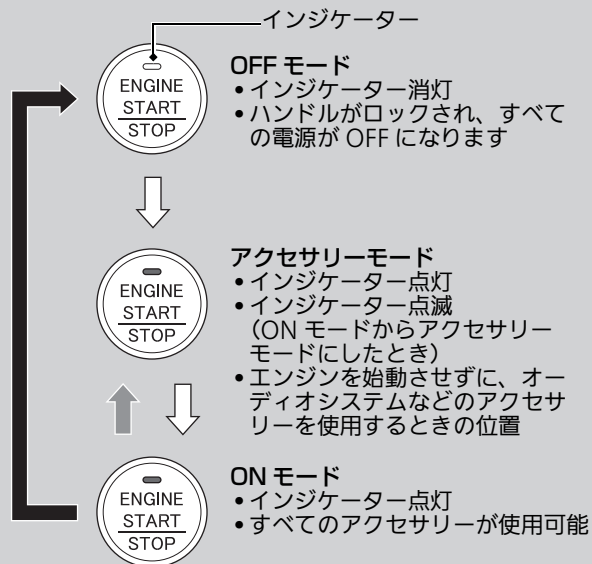 インジケーター
ENGINE
START
STOP
OFF モード
•インジケーター消灯
•ハンドルがロックされ、すべて
の電源が OFF になります
ENGINE
START
STOP
アクセサリーモード
•インジケーター点灯
•インジケーター点滅
（ON モードからアクセサリー
モードにしたとき）
•エンジンを始動させずに、オー
ディオシステムなどのアクセサ
リーを使用するときの位置
ENGINE
START
STOP
ON モード
•インジケーター点灯
•すべてのアクセサリーが使用可能